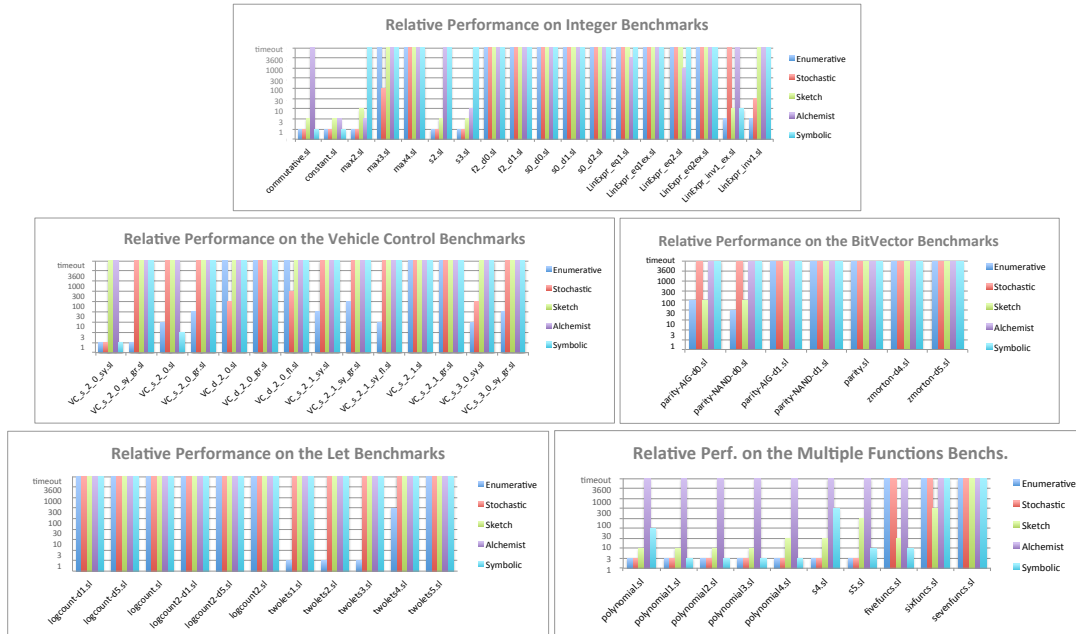 Relative Performance on Integer Benchmarks
timeout
3600
1000
300
100
30
10
3
1
Enumerative
Stochastic
Sketch
Alchemist
Symbolic
commutative.sl
constant.sl
max2.sl
max3.sl
max4.sl
s2.sl
s3.sl
f2_d0.sl
f2_d1.sl
s0_d0.sl
s0_d1.sl
s0_d2.sl
LinExpr_eq1.sl
LinExpr_eq1ex.sl
LinExpr_eq2.sl
LinExpr_eq2ex.sl
LinExpr_inv1_ex.sl
LinExpr_inv1.sl
Relative Performance on the Vehicle Control Benchmarks
timeout
3600
1000
300
100
30
10
3
1
Enumerative
Stochastic
Sketch
Alchemist
Symbolic
VC_s_2_0_sy.sl
VC_s_2_0_sy_gr.sl
VC_s_2_0.sl
VC_s_2_0_gr.sl
VC_d_2_0.sl
VC_d_2_0_gr.sl
VC_d_2_0_fl.sl
VC_s_2_1_sy.sl
VC_s_2_1_sy_gr.sl
VC_s_2_1_sy_fl.sl
VC_s_2_1.sl
VC_s_2_1_gr.sl
VC_s_3_0_sy.sl
VC_s_3_0_sy_gr.sl
Relative Performance on the BitVector Benchmarks
timeout
3600
1000
300
100
30
10
3
1
Enumerative
Stochastic
Sketch
Alchemist
Symbolic
parity-AIG-d0.sl
parity-NAND-d0.sl
parity-AIG-d1.sl
parity-NAND-d1.sl
parity.sl
zmorton-d4.sl
zmorton-d5.sl
Relative Performance on the Let Benchmarks
timeout
3600
1000
300
100
30
10
3
1
Enumerative
Stochastic
Sketch
Alchemist
Symbolic
logcount-d1.sl
logcount-d5.sl
logcount.sl
logcount2-d1.sl
logcount2-d5.sl
logcount2.sl
twolets1.sl
twolets2.sl
twolets3.sl
twolets4.sl
twolets5.sl
Relative Perf. on the Multiple Functions Benchs.
timeout
3600
1000
300
100
30
10
3
1
Enumerative
Stochastic
Sketch
Alchemist
Symbolic
polynomial.sl
polynomial1.sl
polynomial2.sl
polynomial3.sl
polynomial4.sl
s4.sl
s5.sl
fivefuncs.sl
sixfuncs.sl
sevenfuncs.sl